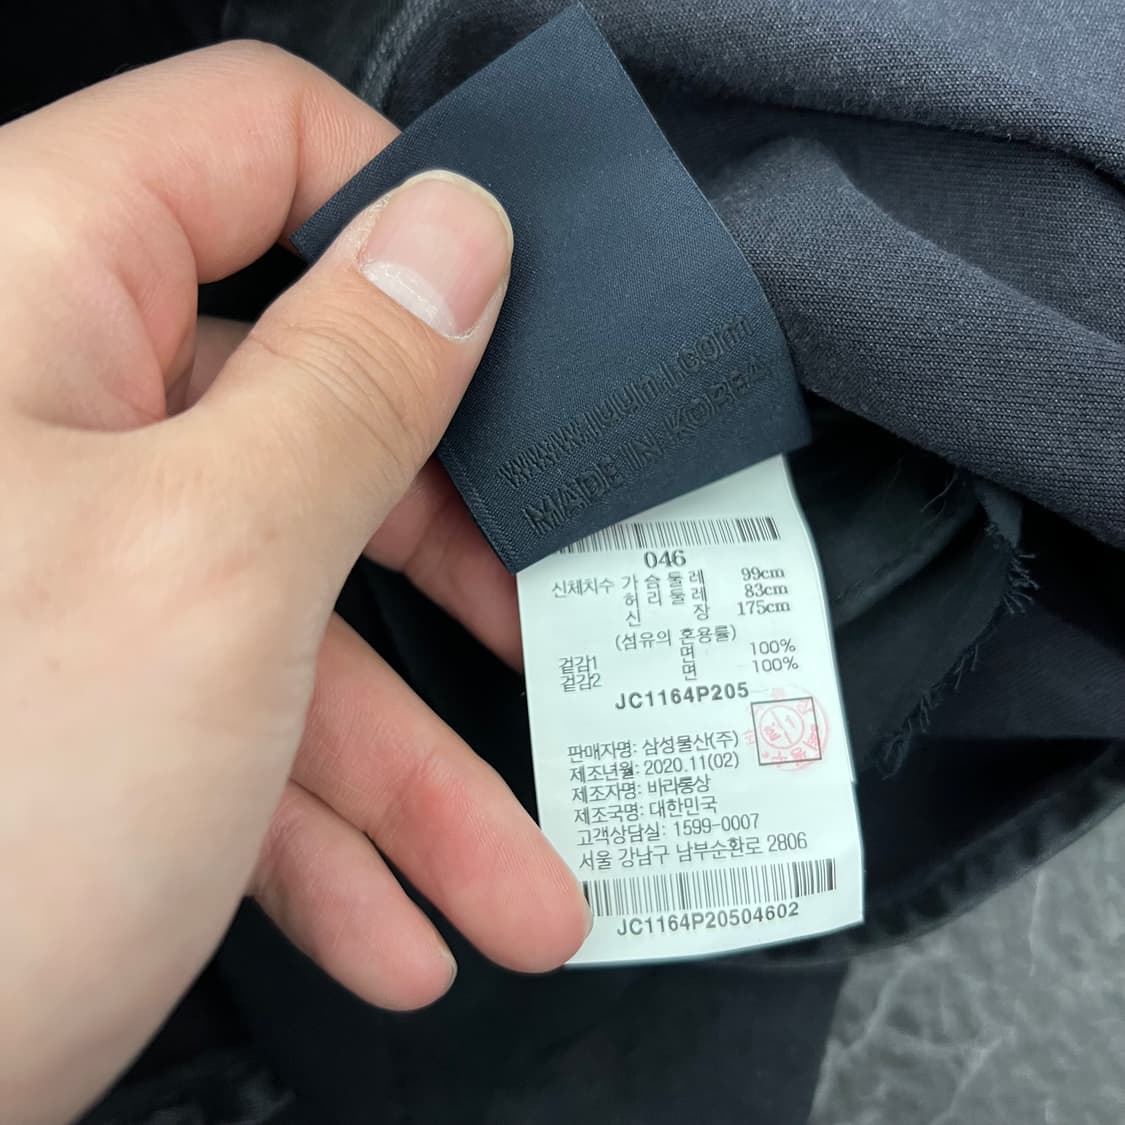 MADE IN KOREA
046
신체치수 가슴둘레 99cm
허리둘레 83cm
신장 175cm
(섬유의 혼용률)
겉감1 면 100%
겉감2 면 100%
JC1164P205
판매자명: 삼성물산(주)
제조년월: 2020.11(02)
제조자명: 바라통상
제조국명: 대한민국
고객상담실: 1599-0007
서울 강남구 남부순환로 2806
JC1164P20504602